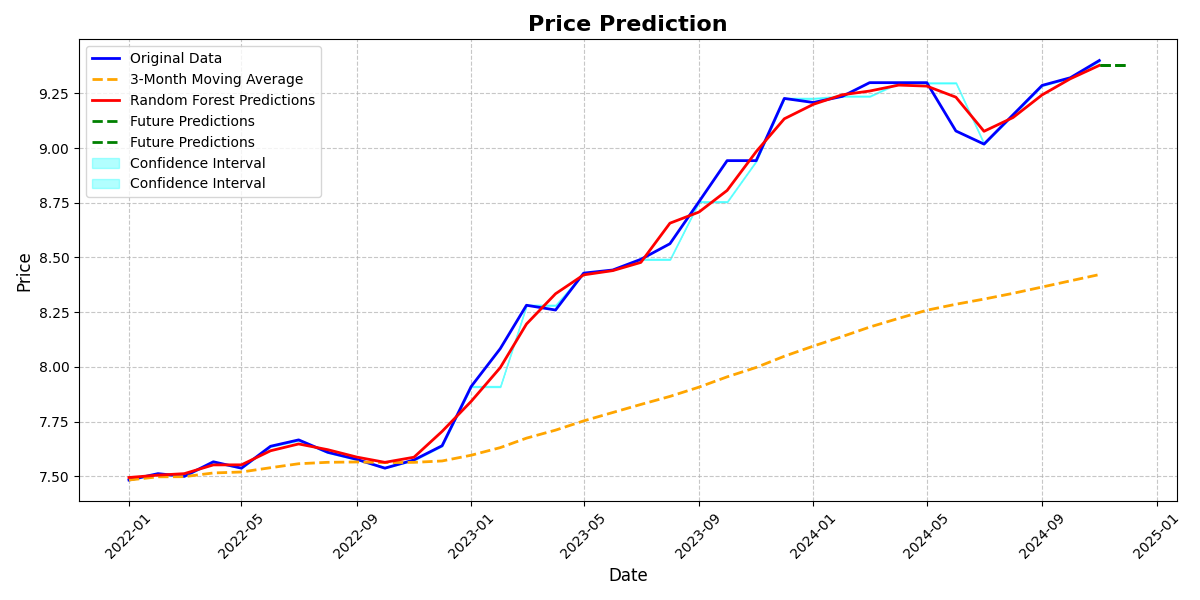 Price Prediction
Original Data
3-Month Moving Average
Random Forest Predictions
Future Predictions
Future Predictions
Confidence Interval
Confidence Interval
Price
9.25
9.00
8.75
8.50
8.25
8.00
7.75
7.50
2022-01
2022-05
2022-09
2023-01
2023-05
2023-09
2024-01
2024-05
2024-09
2025-01
Date